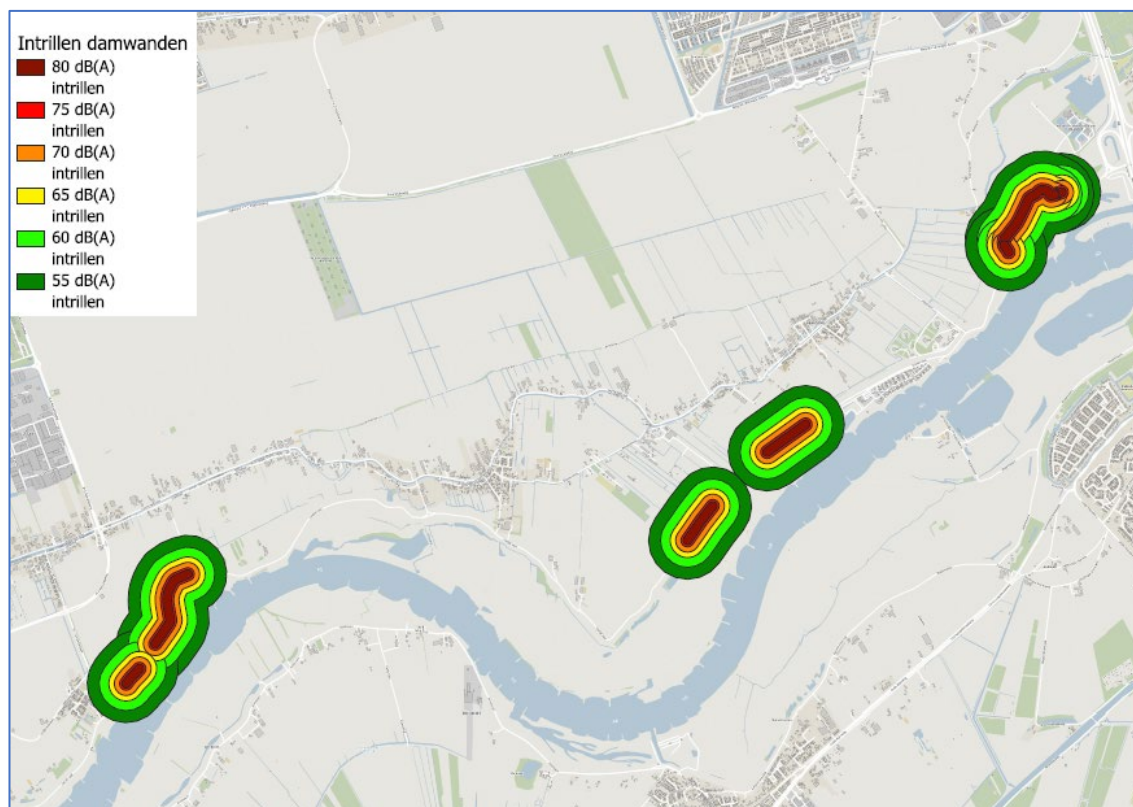 Intrillen damwanden
80 dB(A)
intrillen
75 dB(A)
intrillen
70 dB(A)
intrillen
65 dB(A)
intrillen
60 dB(A)
intrillen
55 dB(A)
intrillen